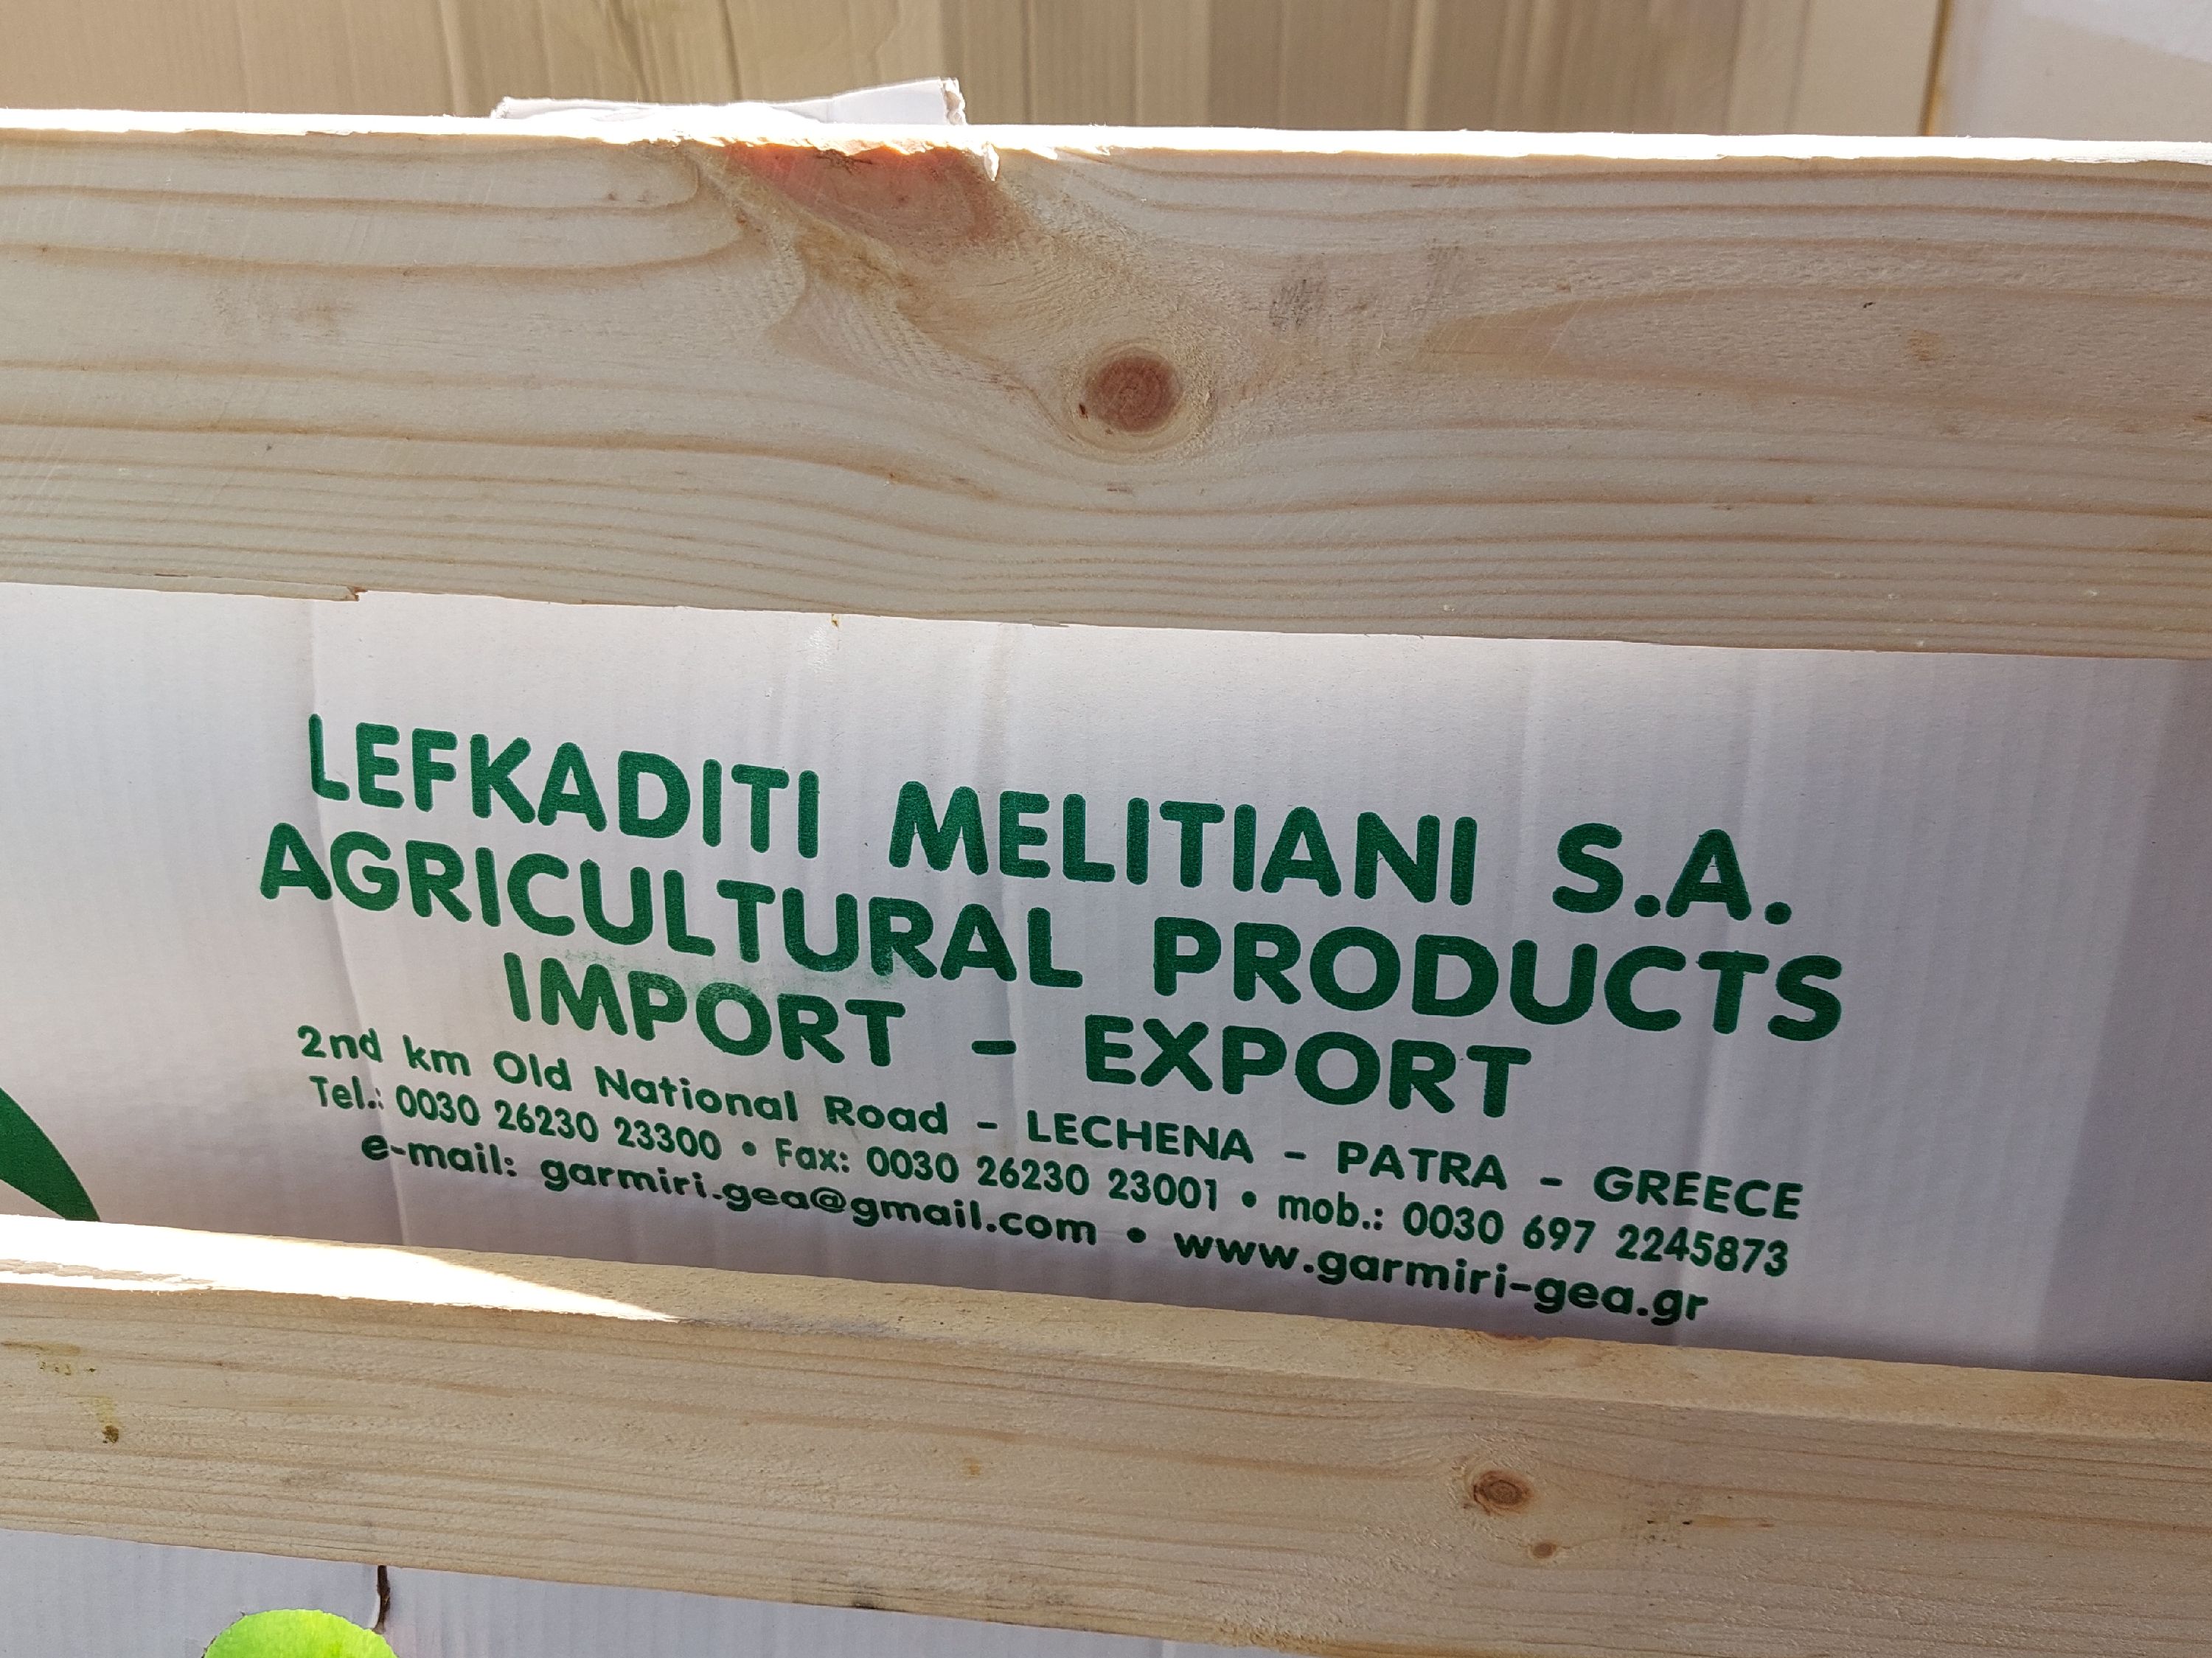 LEFKADITI MELITIANI S.A.
AGRICULTURAL PRODUCTS
IMPORT - EXPORT
2nd km Old National Road - LECHENA - PATRA - GREECE
Tel.: 0030 26230 23300 • Fax: 0030 26230 23001 • mob.: 0030 697 2245873
e-mail: garmiri.gea@gmail.com • www.garmiri-gea.gr